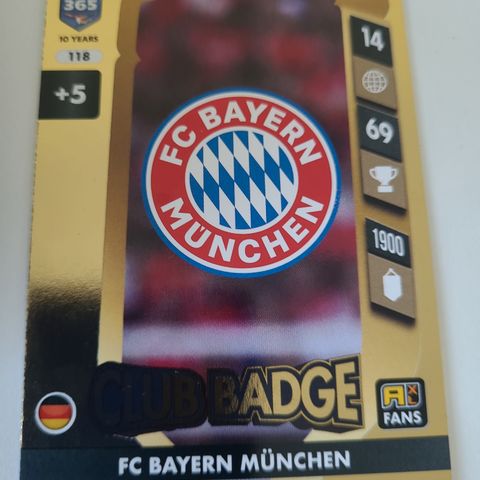 365
10 YEARS
118
+5
14
69
1900
FC BAYERN
MÜNCHEN
CLUB BADGE
FANS
FC BAYERN MÜNCHEN